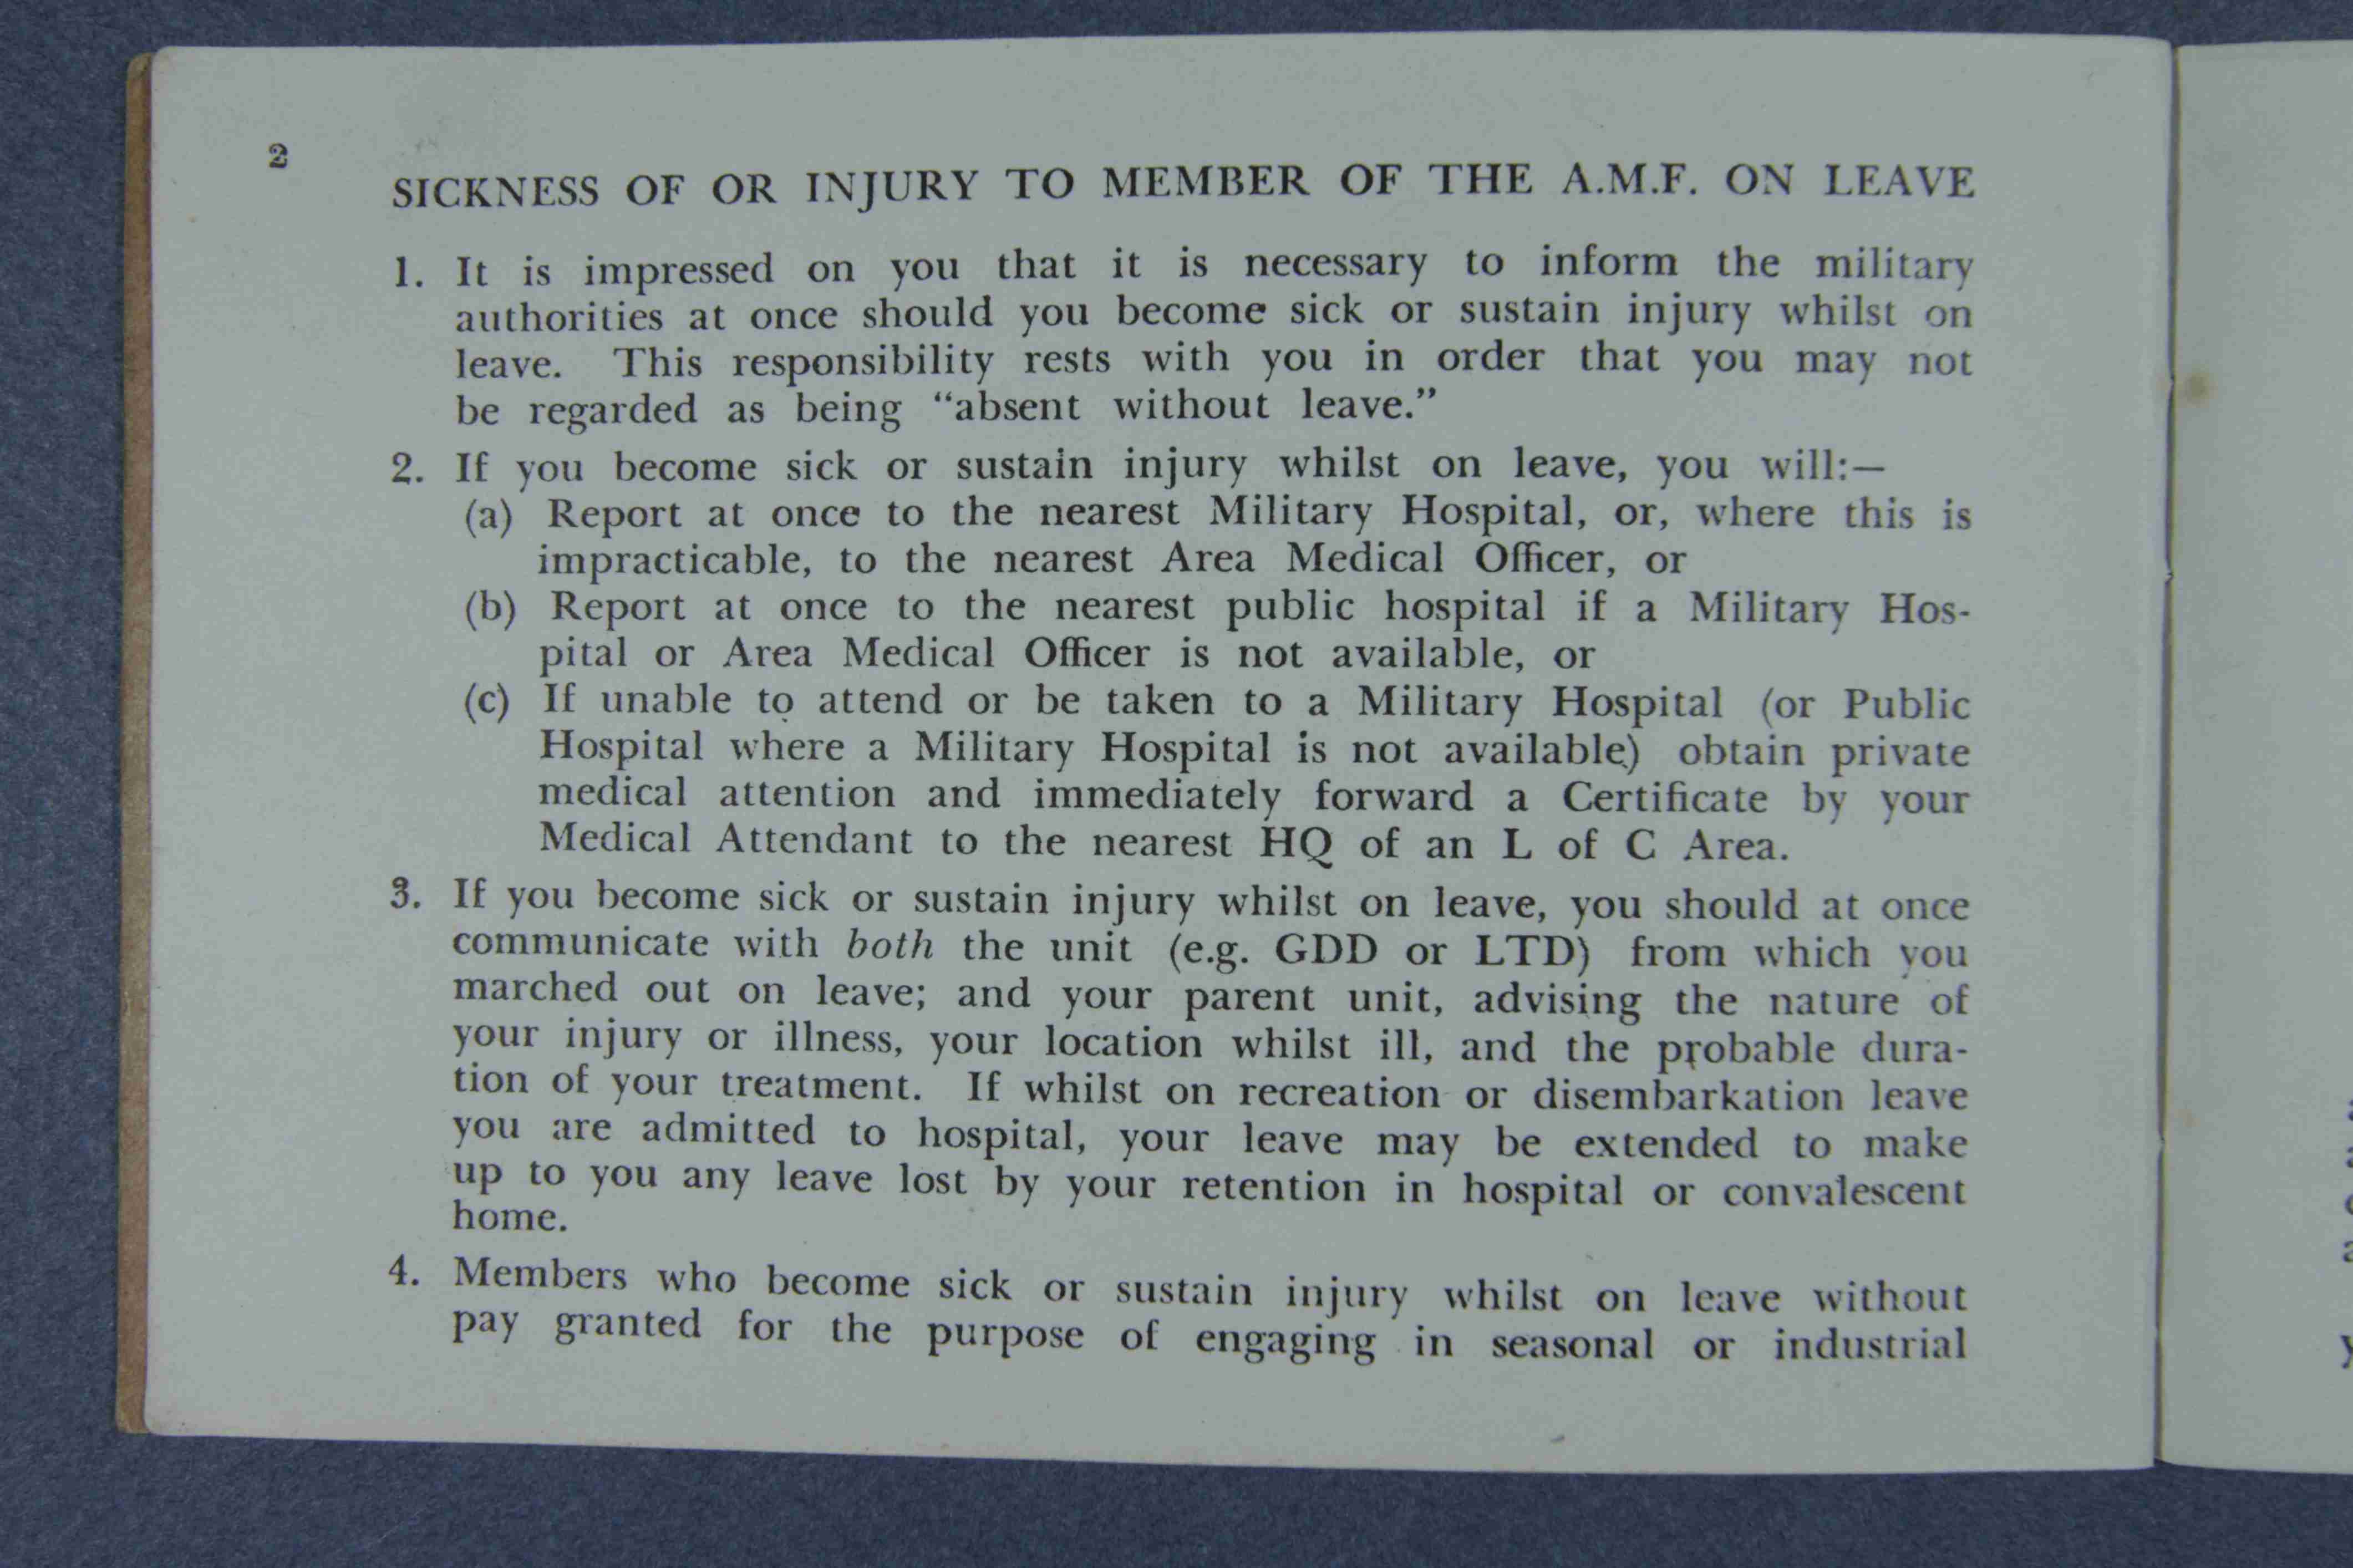 2
SICKNESS OF OR INJURY TO MEMBER OF THE A.M.F. ON LEAVE
1. It is impressed on you that it is necessary to inform the military
authorities at once should you become sick or sustain injury whilst on
leave. This responsibility rests with you in order that you may not
be regarded as being “absent without leave.”
2. If you become sick or sustain injury whilst on leave, you will:—
(a) Report at once to the nearest Military Hospital, or, where this is
impracticable, to the nearest Area Medical Officer, or
(b) Report at once to the nearest public hospital if a Military Hos-
pital or Area Medical Officer is not available, or
(c) If unable to attend or be taken to a Military Hospital (or Public
Hospital where a Military Hospital is not available) obtain private
medical attention and immediately forward a Certificate by your
Medical Attendant to the nearest HQ of an L of C Area.
3. If you become sick or sustain injury whilst on leave, you should at once
communicate with both the unit (e.g. GDD or LTD) from which you
marched out on leave; and your parent unit, advising the nature of
your injury or illness, your location whilst ill, and the probable dura-
tion of your treatment. If whilst on recreation or disembarkation leave
you are admitted to hospital, your leave may be extended to make
up to you any leave lost by your retention in hospital or convalescent
home.
4. Members who become sick or sustain injury whilst on leave without
pay granted for the purpose of engaging in seasonal or industrial